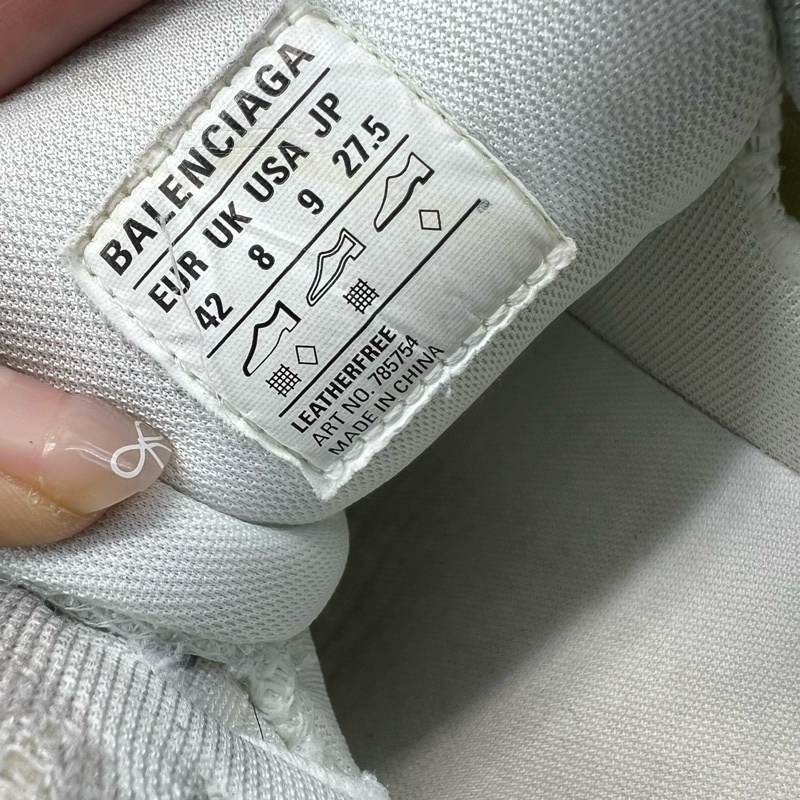 BALENCIAGA
EUR UK USA JP
42 8 9 27.5
LEATHERFREE
ART NO. 785754
MADE IN CHINA